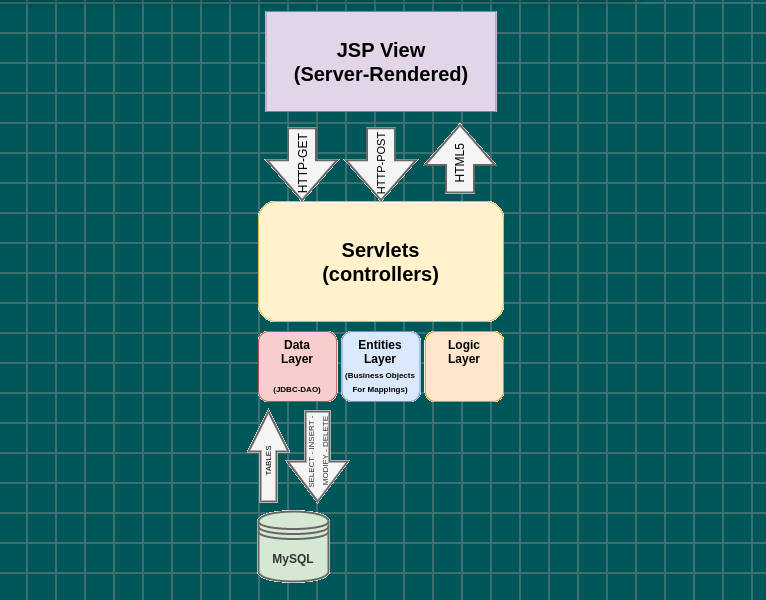 JSP View
(Server-Rendered)
HTTP-GET
HTTP-POST
HTML5
Servlets
(controllers)
Data
Layer
(JDBC-DAO)
Entities
Layer
(Business Objects
For Mappings)
Logic
Layer
TABLES
SELECT - INSERT -
MODIFY - DELETE
MySQL